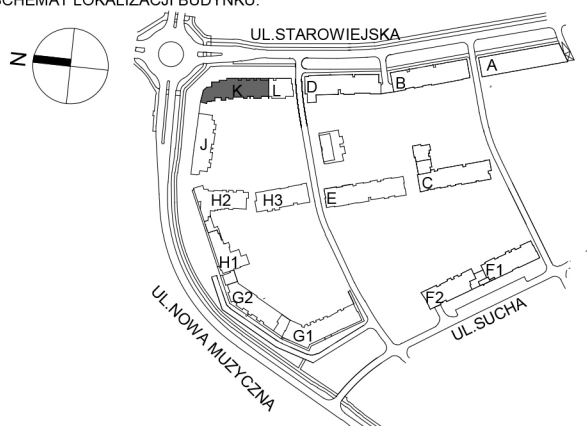 SCHEMAT LOKALIZACJI BUDYNKU:
UL.STAROWIEJSKA
N
A
B
D
K
L
J
C
E
H2
H3
H1
F1
G2
F2
G1
UL.SUCHA
UL.NOWA MUZYCZNA